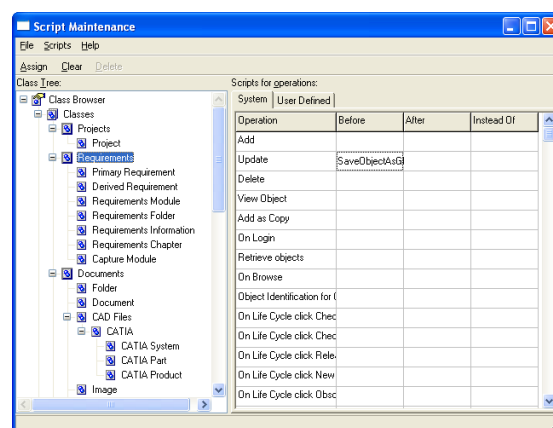 Script Maintenance
File Scripts Help
Assign Clear Delete
Class Tree:
Class Browser
Classes
Projects
Project
Requirements
Primary Requirement
Derived Requirement
Requirements Module
Requirements Folder
Requirements Information
Requirements Chapter
Capture Module
Documents
Folder
Document
CAD Files
CATIA
CATIA System
CATIA Part
CATIA Product
Image
Scripts for operations:
System User Defined
Operation Before After Instead Of
Add
Update SaveObjectAsG
Delete
View Object
Add as Copy
On Login
Retrieve objects
On Browse
Object Identification for
On Life Cycle click Chec
On Life Cycle click Chec
On Life Cycle click Rele
On Life Cycle click New
On Life Cycle click Obsc